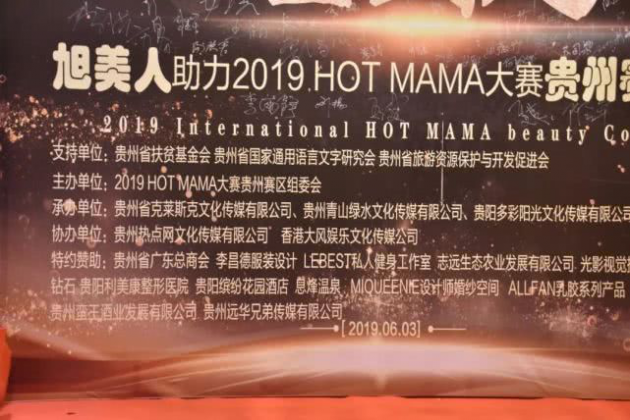 旭美人助力2019 HOT MAMA大赛贵州赛
2019 International HOT MAMA beauty Co
支持单位: 贵州省扶贫基金会 贵州省国家通用语言文字研究会 贵州省旅游资源保护与开发促进会
主办单位: 2019 HOT MAMA大赛贵州赛区组委会
承办单位: 贵州省克莱斯克文化传媒有限公司、贵州青山绿水文化传媒有限公司、贵阳多彩阳光文化传媒有限公
协办单位: 贵州热点网文化传媒有限公司 香港大风娱乐文化传媒公司
特约赞助: 贵州省广东总商会 李昌德服装设计 LEBEST私人健身工作室 志远生态农业发展有限公司 光影视觉
钻石 贵阳利美康整形医院 贵阳缤纷花园酒店 息烽温泉 MIQUEENIE设计师婚纱空间 ALLFAN乳胶系列产品
贵州 王酒业发展有限公司 贵州远华兄弟传媒有限公司
[ 2019.06.03 ]